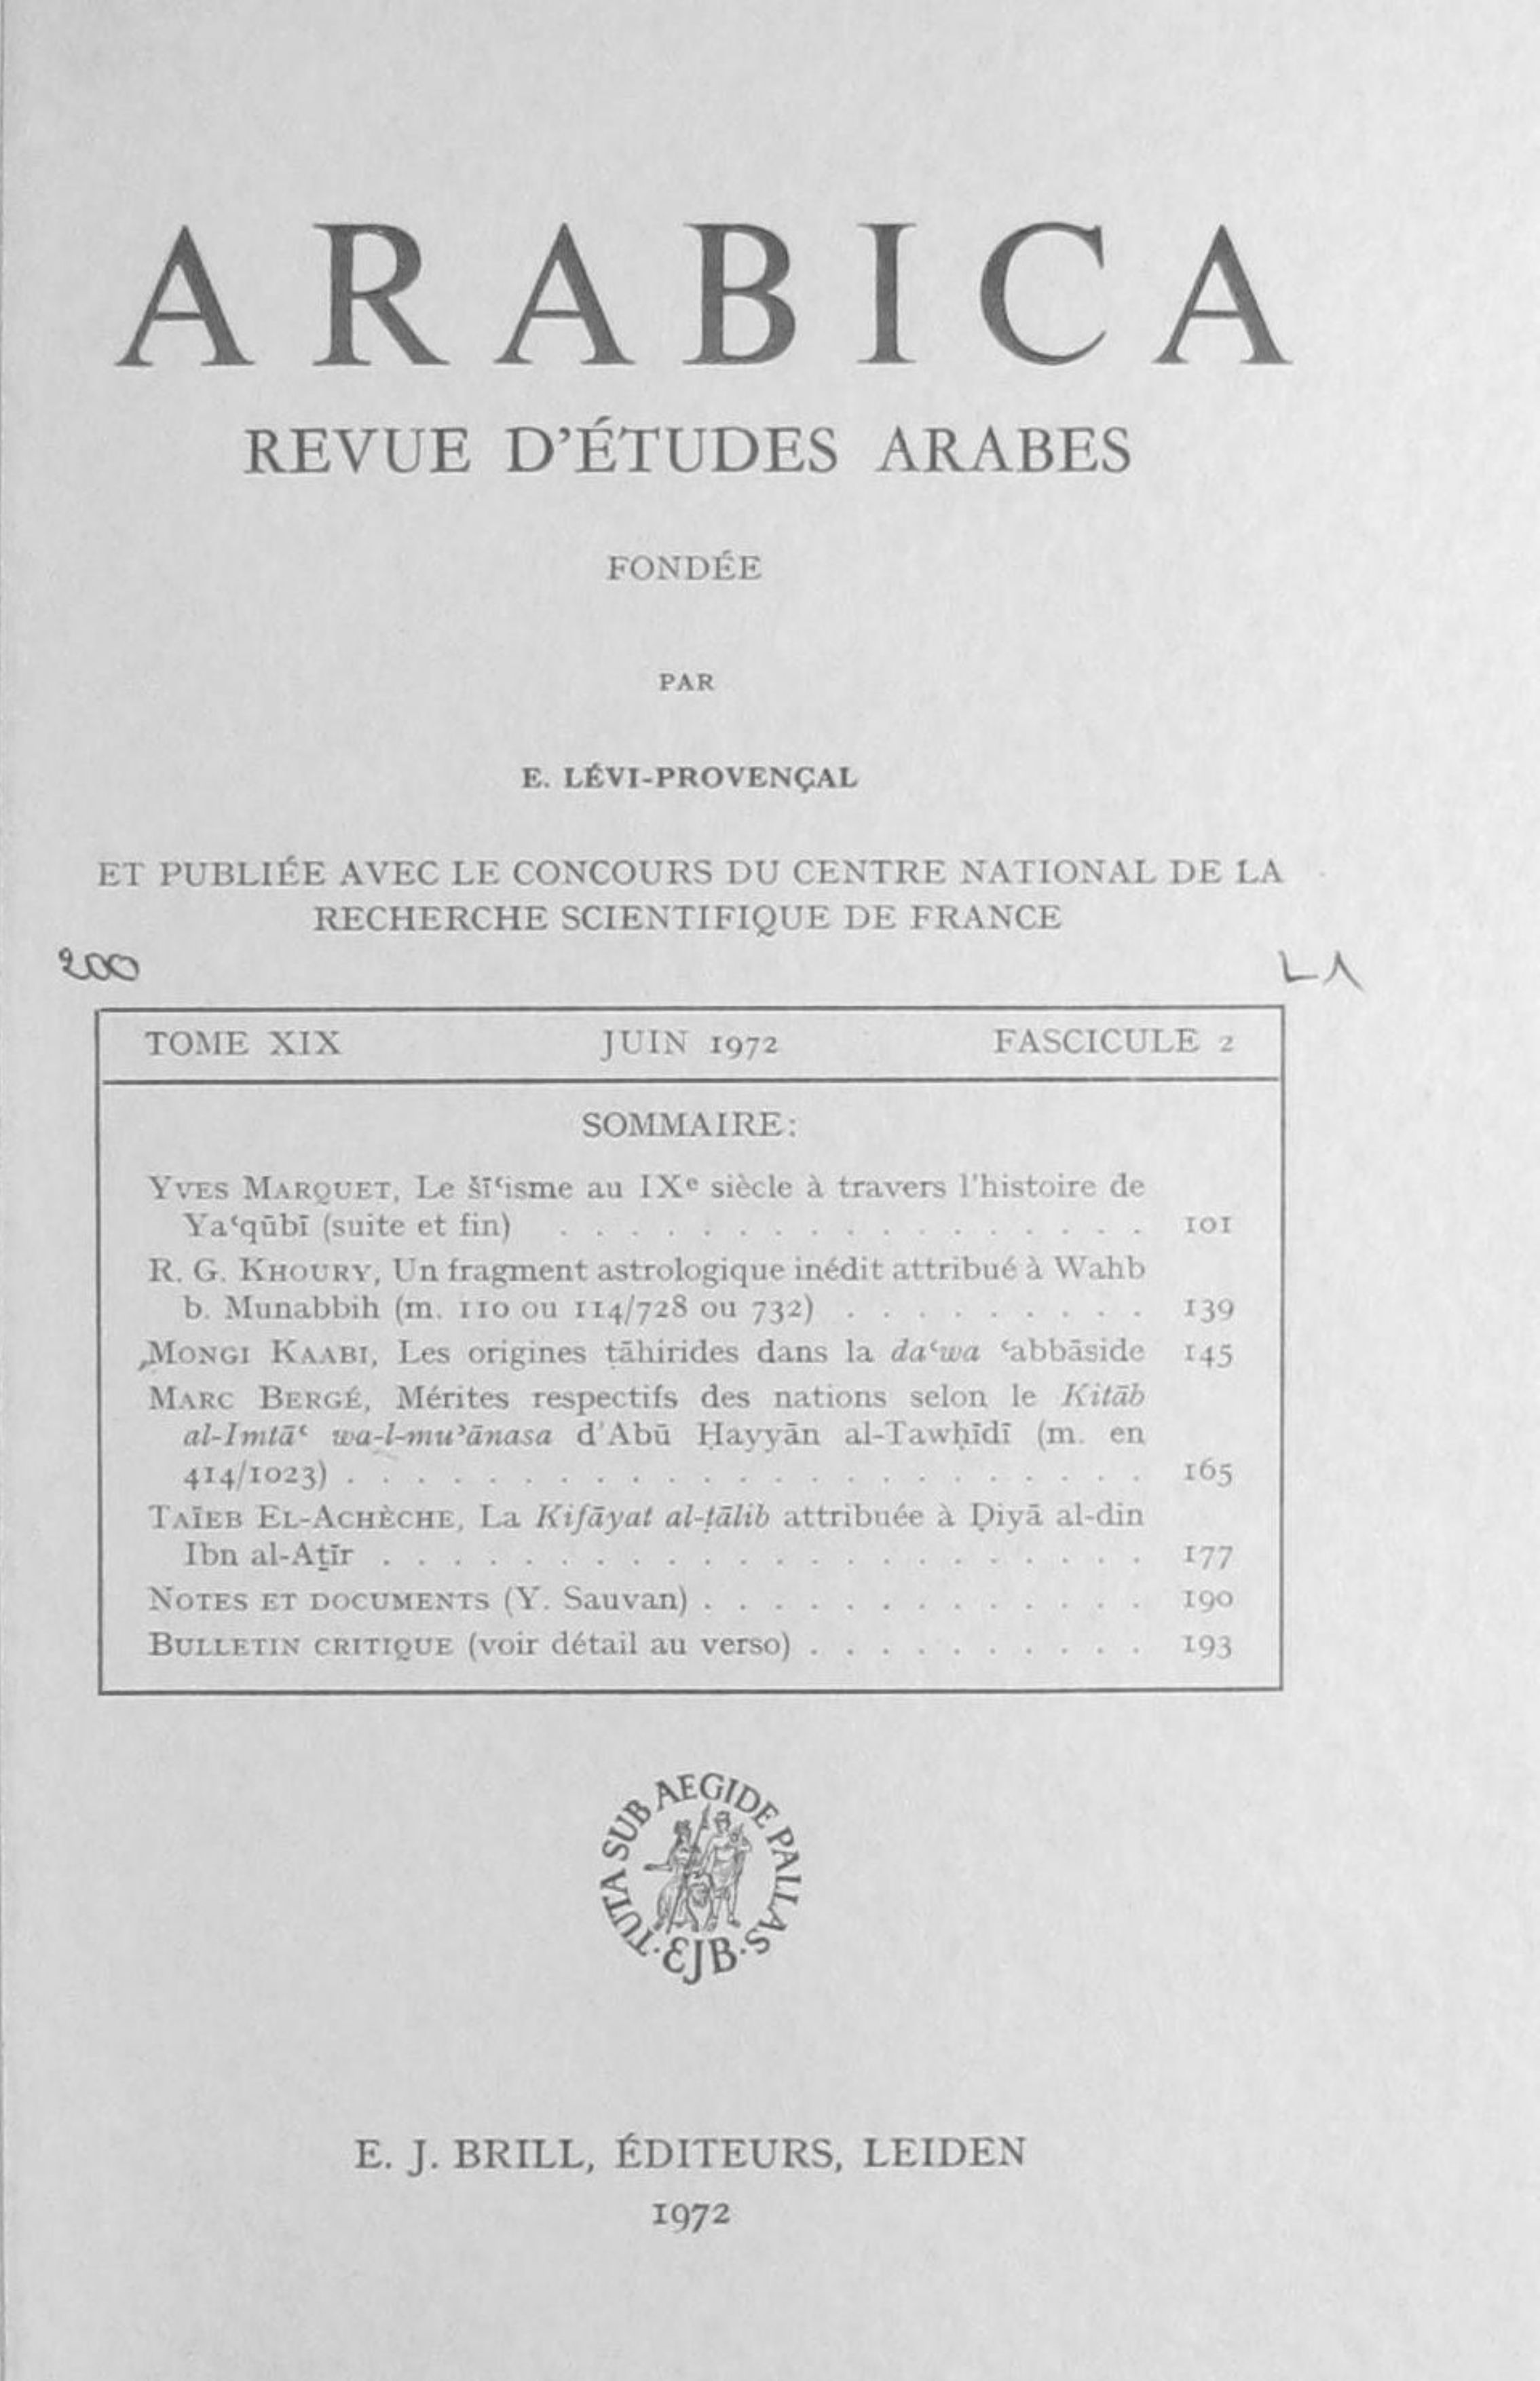 ARABICA
REVUE D'ÉTUDES ARABES
FONDÉE
PAR
E. LÉVI-PROVENÇAL
ET PUBLIÉE AVEC LE CONCOURS DU CENTRE NATIONAL DE LA
RECHERCHE SCIENTIFIQUE DE FRANCE
200
TOME XIX JUIN 1972 FASCICULE 2
SOMMAIRE:
YVES MARQUET, Le šīʿisme au IXe siècle à travers l'histoire de
Yaʿqūbī (suite et fin) . . . . . . . . . . . . . . . . . 101
R. G. KHOURY, Un fragment astrologique inédit attribué à Wahb
b. Munabbih (m. 110 ou 114/728 ou 732) . . . . . . . . . 139
MONGI KAABI, Les origines ṭāhirides dans la daʿwa ʿabbāside 145
MARC BERGÉ, Mérites respectifs des nations selon le Kitāb
al-Imtāʿ wa-l-muʾānasa d'Abū Ḥayyān al-Tawḥīdī (m. en
414/1023) . . . . . . . . . . . . . . . . . . . . . . . 165
TAÏEB EL-ACHÈCHE, La Kifāyat al-ṭālib attribuée à Ḍiyā al-din
Ibn al-Aṯīr . . . . . . . . . . . . . . . . . . . . . . 177
NOTES ET DOCUMENTS (Y. Sauvan) . . . . . . . . . . . . . 190
BULLETIN CRITIQUE (voir détail au verso) . . . . . . . . . . 193
TUTA SUB AEGIDE PALLAS
EJB
E. J. BRILL, ÉDITEURS, LEIDEN
1972